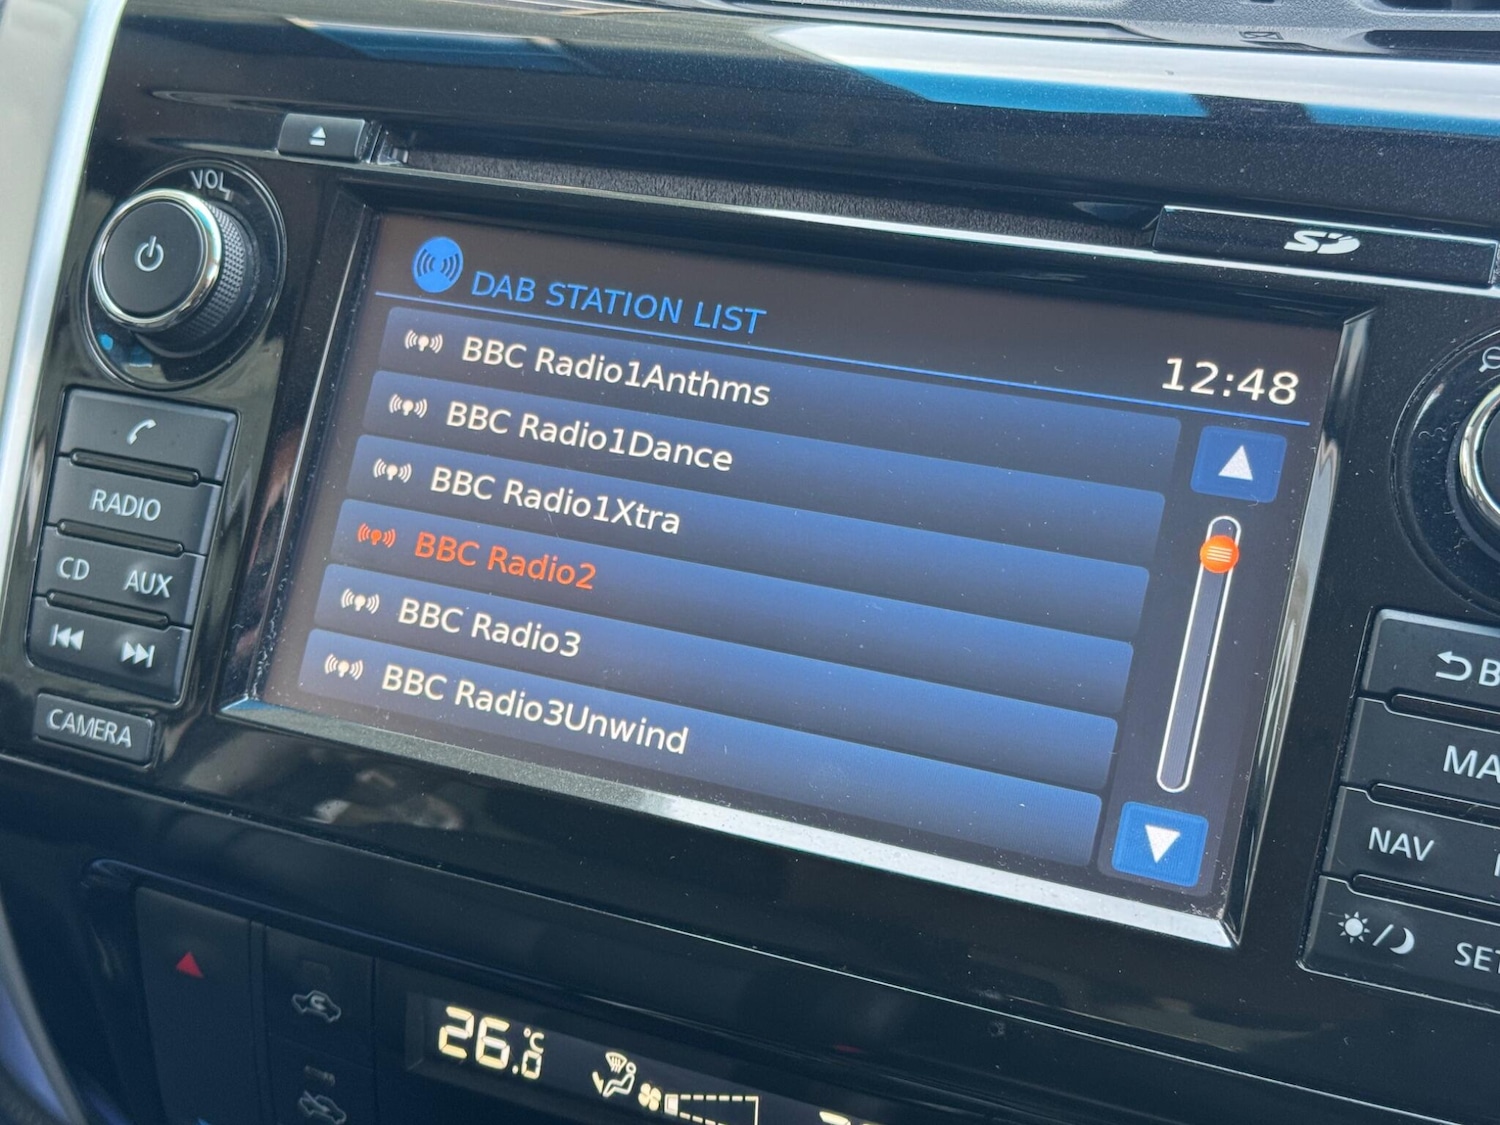 VOL
SD
DAB STATION LIST
12:48
BBC Radio1Anthms
BBC Radio1Dance
BBC Radio1Xtra
BBC Radio2
BBC Radio3
BBC Radio3Unwind
RADIO
CD AUX
CAMERA
NAV
26.0 °C